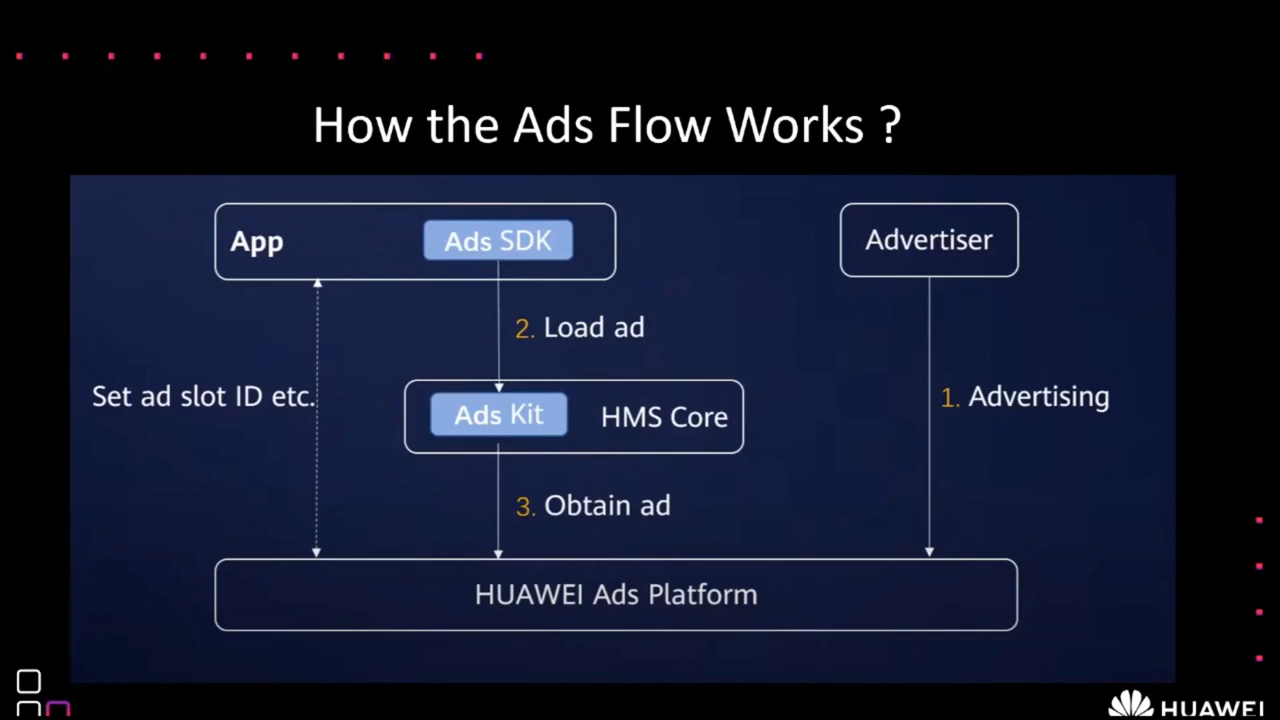 How the Ads Flow Works ?
App
Ads SDK
Advertiser
2. Load ad
Set ad slot ID etc.
1. Advertising
Ads Kit
HMS Core
3. Obtain ad
HUAWEI Ads Platform
HUAWEI